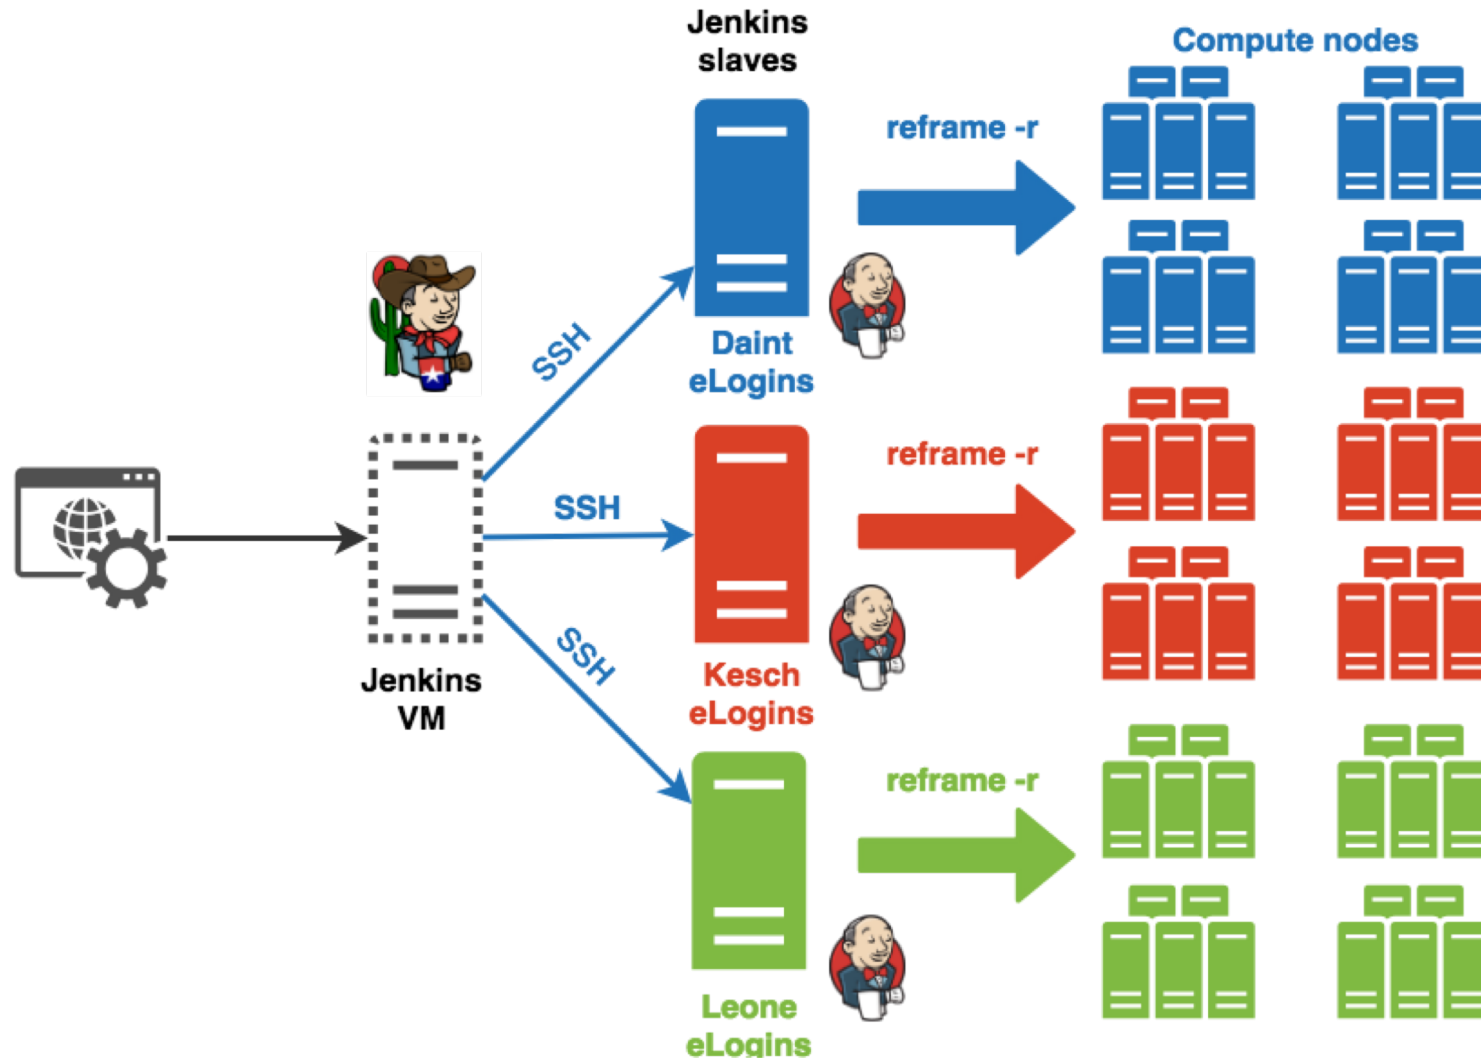 Jenkins
slaves
Compute nodes
reframe -r
SSH
Daint
eLogins
reframe -r
SSH
Jenkins
VM
SSH
Kesch
eLogins
reframe -r
Leone
eLogins